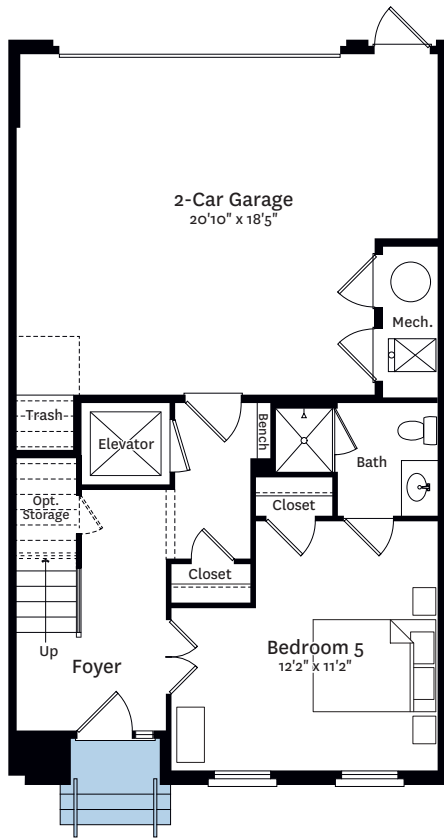 2-Car Garage
20'10" x 18'5"
Mech.
Trash
Elevator
Bench
Bath
Opt.
Storage
Closet
Closet
Up
Foyer
Bedroom 5
12'2" x 11'2"